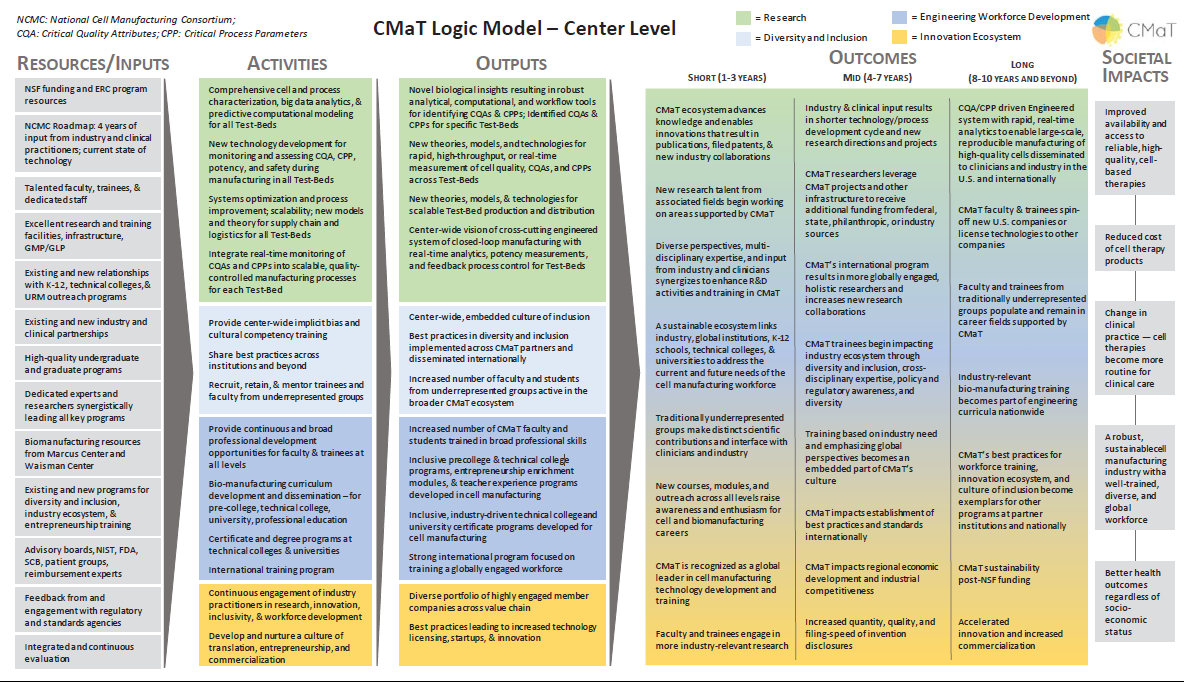 NCMC: National Cell Manufacturing Consortium;
CQA: Critical Quality Attributes; CPP: Critical Process Parameters
CMaT Logic Model – Center Level
= Research
= Engineering Workforce Development
= Diversity and Inclusion
= Innovation Ecosystem
CMaT
RESOURCES/INPUTS
NSF funding and ERC program
resources
NCMC Roadmap: 4 years of
input from industry and clinical
practitioners; current state of
technology
Talented faculty, trainees, &
dedicated staff
Excellent research and training
facilities, infrastructure,
GMP/GLP
Existing and new relationships
with K-12, technical colleges,&
URM outreach programs
Existing and new industry and
clinical partnerships
High-quality undergraduate
and graduate programs
Dedicated experts and
researchers synergistically
leading all key programs
Biomanufacturing resources
from Marcus Center and
Waisman Center
Existing and new programs for
diversity and inclusion,
industry ecosystem, &
entrepreneurship training
Advisory boards, NIST, FDA,
SCB, patient groups,
reimbursement experts
Feedback from and
engagement with regulatory
and standards agencies
Integrated and continuous
evaluation
ACTIVITIES
Comprehensive cell and process
characterization, big data analytics, &
predictive computational modeling
for all Test-Beds
New technology development for
monitoring and assessing CQA, CPP,
potency, and safety during
manufacturing in all Test-Beds
Systems optimization and process
improvement; scalability; new models
and theory for supply chain and
logistics for all Test-Beds
Integrate real-time monitoring of
CQAs and CPPs into scalable, quality-
controlled manufacturing processes
for each Test-Bed
Provide center-wide implicit bias and
cultural competency training
Share best practices across
institutions and beyond
Recruit, retain, & mentor trainees and
faculty from underrepresented groups
Provide continuous and broad
professional development
opportunities for faculty & trainees at
all levels
Bio-manufacturing curriculum
development and dissemination – for
pre-college, technical college,
university, professional education
Certificate and degree programs at
technical colleges & universities
International training program
Continuous engagement of industry
practitioners in research, innovation,
inclusivity, & workforce development
Develop and nurture a culture of
translation, entrepreneurship, and
commercialization
OUTPUTS
Novel biological insights resulting in robust
analytical, computational, and workflow tools
for identifying CQAs & CPPs; Identified CQAs &
CPPs for specific Test-Beds
New theories, models, and technologies for
rapid, high-throughput, or real-time
measurement of cell quality, CQAs, and CPPs
across Test-Beds
New theories, models, & technologies for
scalable Test-Bed production and distribution
Center-wide vision of cross-cutting engineered
system of closed-loop manufacturing with
real-time analytics, potency measurements,
and feedback process control for Test-Beds
Center-wide, embedded culture of inclusion
Best practices in diversity and inclusion
implemented across CMaT partners and
disseminated internationally
Increased number of faculty and students
from underrepresented groups active in the
broader CMaT ecosystem
Increased number of CMaT faculty and
students trained in broad professional skills
Inclusive precollege & technical college
programs, entrepreneurship enrichment
modules, & teacher experience programs
developed in cell manufacturing
Inclusive, industry-driven technical college and
university certificate programs developed for
cell manufacturing
Strong international program focused on
training a globally engaged workforce
Diverse portfolio of highly engaged member
companies across value chain
Best practices leading to increased technology
licensing, startups, & innovation
OUTCOMES
SHORT (1-3 YEARS)
CMaT ecosystem advances
knowledge and enables
innovations that result in
publications, filed patents, &
new industry collaborations
New research talent from
associated fields begin working
on areas supported by CMaT
Diverse perspectives, multi-
disciplinary expertise, and input
from industry and clinicians
synergizes to enhance R&D
activities and training in CMaT
A sustainable ecosystem links
industry, global institutions, K-12
schools, technical colleges, &
universities to address the
current and future needs of the
cell manufacturing workforce
Traditionally underrepresented
groups make distinct scientific
contributions and interface with
clinicians and industry
New courses, modules, and
outreach across all levels raise
awareness and enthusiasm for
cell and biomanufacturing
careers
CMaT is recognized as a global
leader in cell manufacturing
technology development and
training
Faculty and trainees engage in
more industry-relevant research
MID (4-7 YEARS)
Industry & clinical input results
in shorter technology/process
development cycle and new
research directions and projects
CMaT researchers leverage
CMaT projects and other
infrastructure to receive
additional funding from federal,
state, philanthropic, or industry
sources
CMaT's international program
results in more globally engaged,
holistic researchers and
increases new research
collaborations
CMaT trainees begin impacting
industry ecosystem through
diversity and inclusion, cross-
disciplinary expertise, policy and
regulatory awareness, and
diversity
Training based on industry need
and emphasizing global
perspectives becomes an
embedded part of CMaT's
culture
CMaT impacts establishment of
best practices and standards
internationally
CMaT impacts regional economic
development and industrial
competitiveness
Increased quantity, quality, and
filing-speed of invention
disclosures
LONG
(8-10 YEARS AND BEYOND)
CQA/CPP driven Engineered
system with rapid, real-time
analytics to enable large-scale,
reproducible manufacturing of
high-quality cells disseminated
to clinicians and industry in the
U.S. and internationally
CMaT faculty & trainees spin-
off new U.S. companies or
license technologies to other
companies
Faculty and trainees from
traditionally underrepresented
groups populate and remain in
career fields supported by
CMaT
Industry-relevant
bio-manufacturing training
becomes part of engineering
curricula nationwide
CMaT's best practices for
workforce training,
innovation ecosystem, and
culture of inclusion become
exemplars for other
programs at partner
institutions and nationally
CMaT sustainability
post-NSF funding
Accelerated
innovation and increased
commercialization
SOCIETAL
IMPACTS
Improved
availability and
access to
reliable, high-
quality, cell-
based
therapies
Reduced cost
of cell therapy
products
Change in
clinical
practice — cell
therapies
become more
routine for
clinical care
A robust,
sustainablecell
manufacturing
industry with a
well-trained,
diverse, and
global
workforce
Better health
outcomes
regardless of
socio-
economic
status